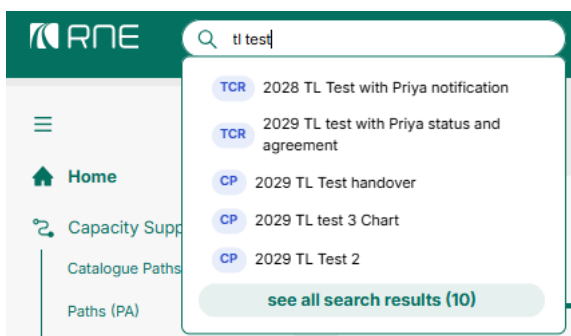 RNE
tl test
TCR 2028 TL Test with Priya notification
TCR 2029 TL test with Priya status and
agreement
CP 2029 TL Test handover
CP 2029 TL test 3 Chart
CP 2029 TL Test 2
see all search results (10)
Home
Capacity Supp
Catalogue Paths
Paths (PA)